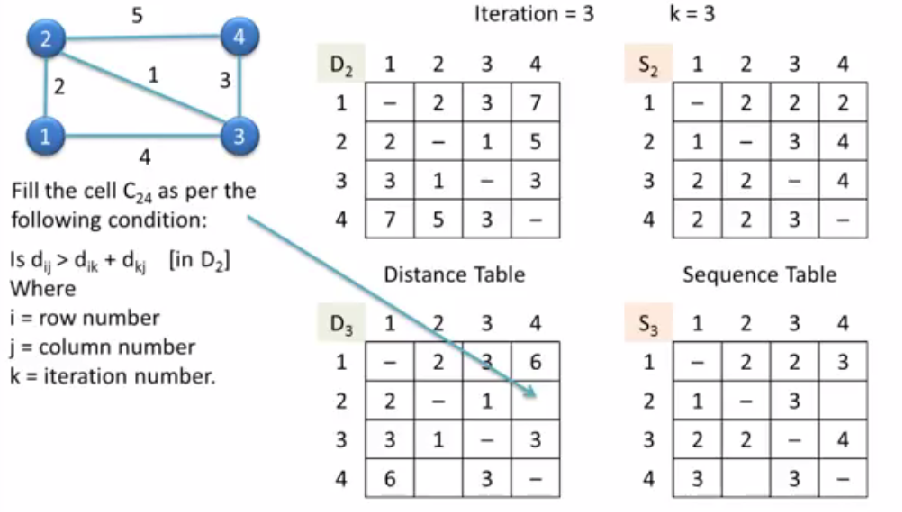 Iteration = 3 k = 3
5
2 4
2 1 3
1 3
4
Fill the cell C24 as per the
following condition:
Is dij > dik + dkj [in D2]
Where
i = row number
j = column number
k = iteration number.
D2 1 2 3 4
1 – 2 3 7
2 2 – 1 5
3 3 1 – 3
4 7 5 3 –
Distance Table
S2 1 2 3 4
1 – 2 2 2
2 1 – 3 4
3 2 2 – 4
4 2 2 3 –
Sequence Table
D3 1 2 3 4
1 – 2 3 6
2 2 – 1
3 3 1 – 3
4 6 3 –
S3 1 2 3 4
1 – 2 2 3
2 1 – 3
3 2 2 – 4
4 3 3 –